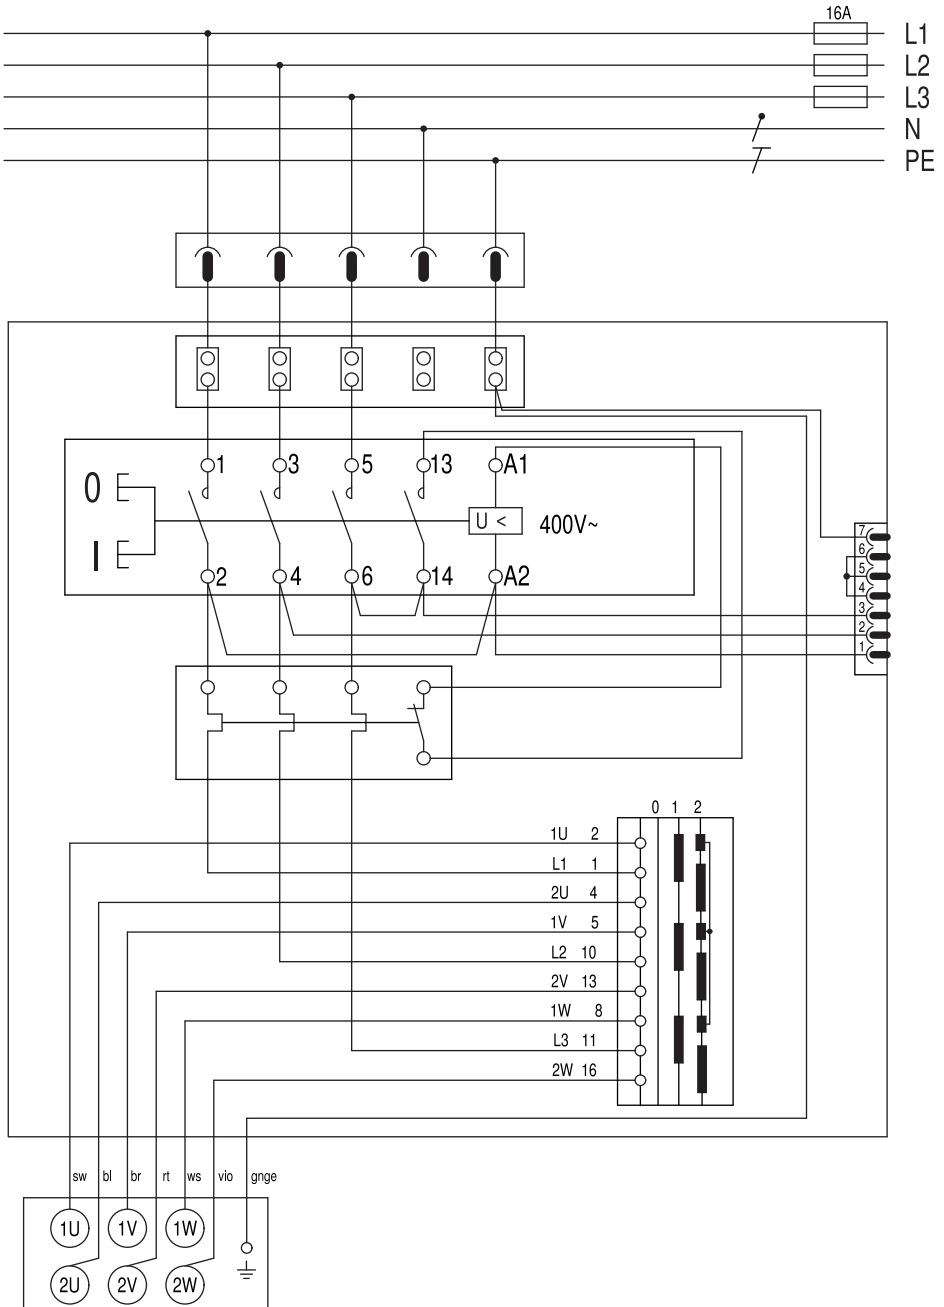 16A
L1
L2
L3
N
PE
1 3 5 13 A1
0
U < 400V~
I
2 4 6 14 A2
7
6
5
4
3
2
1
0 1 2
1U 2
L1 1
2U 4
1V 5
L2 10
2V 13
1W 8
L3 11
2W 16
sw bl br rt ws vio gnge
1U 1V 1W
2U 2V 2W